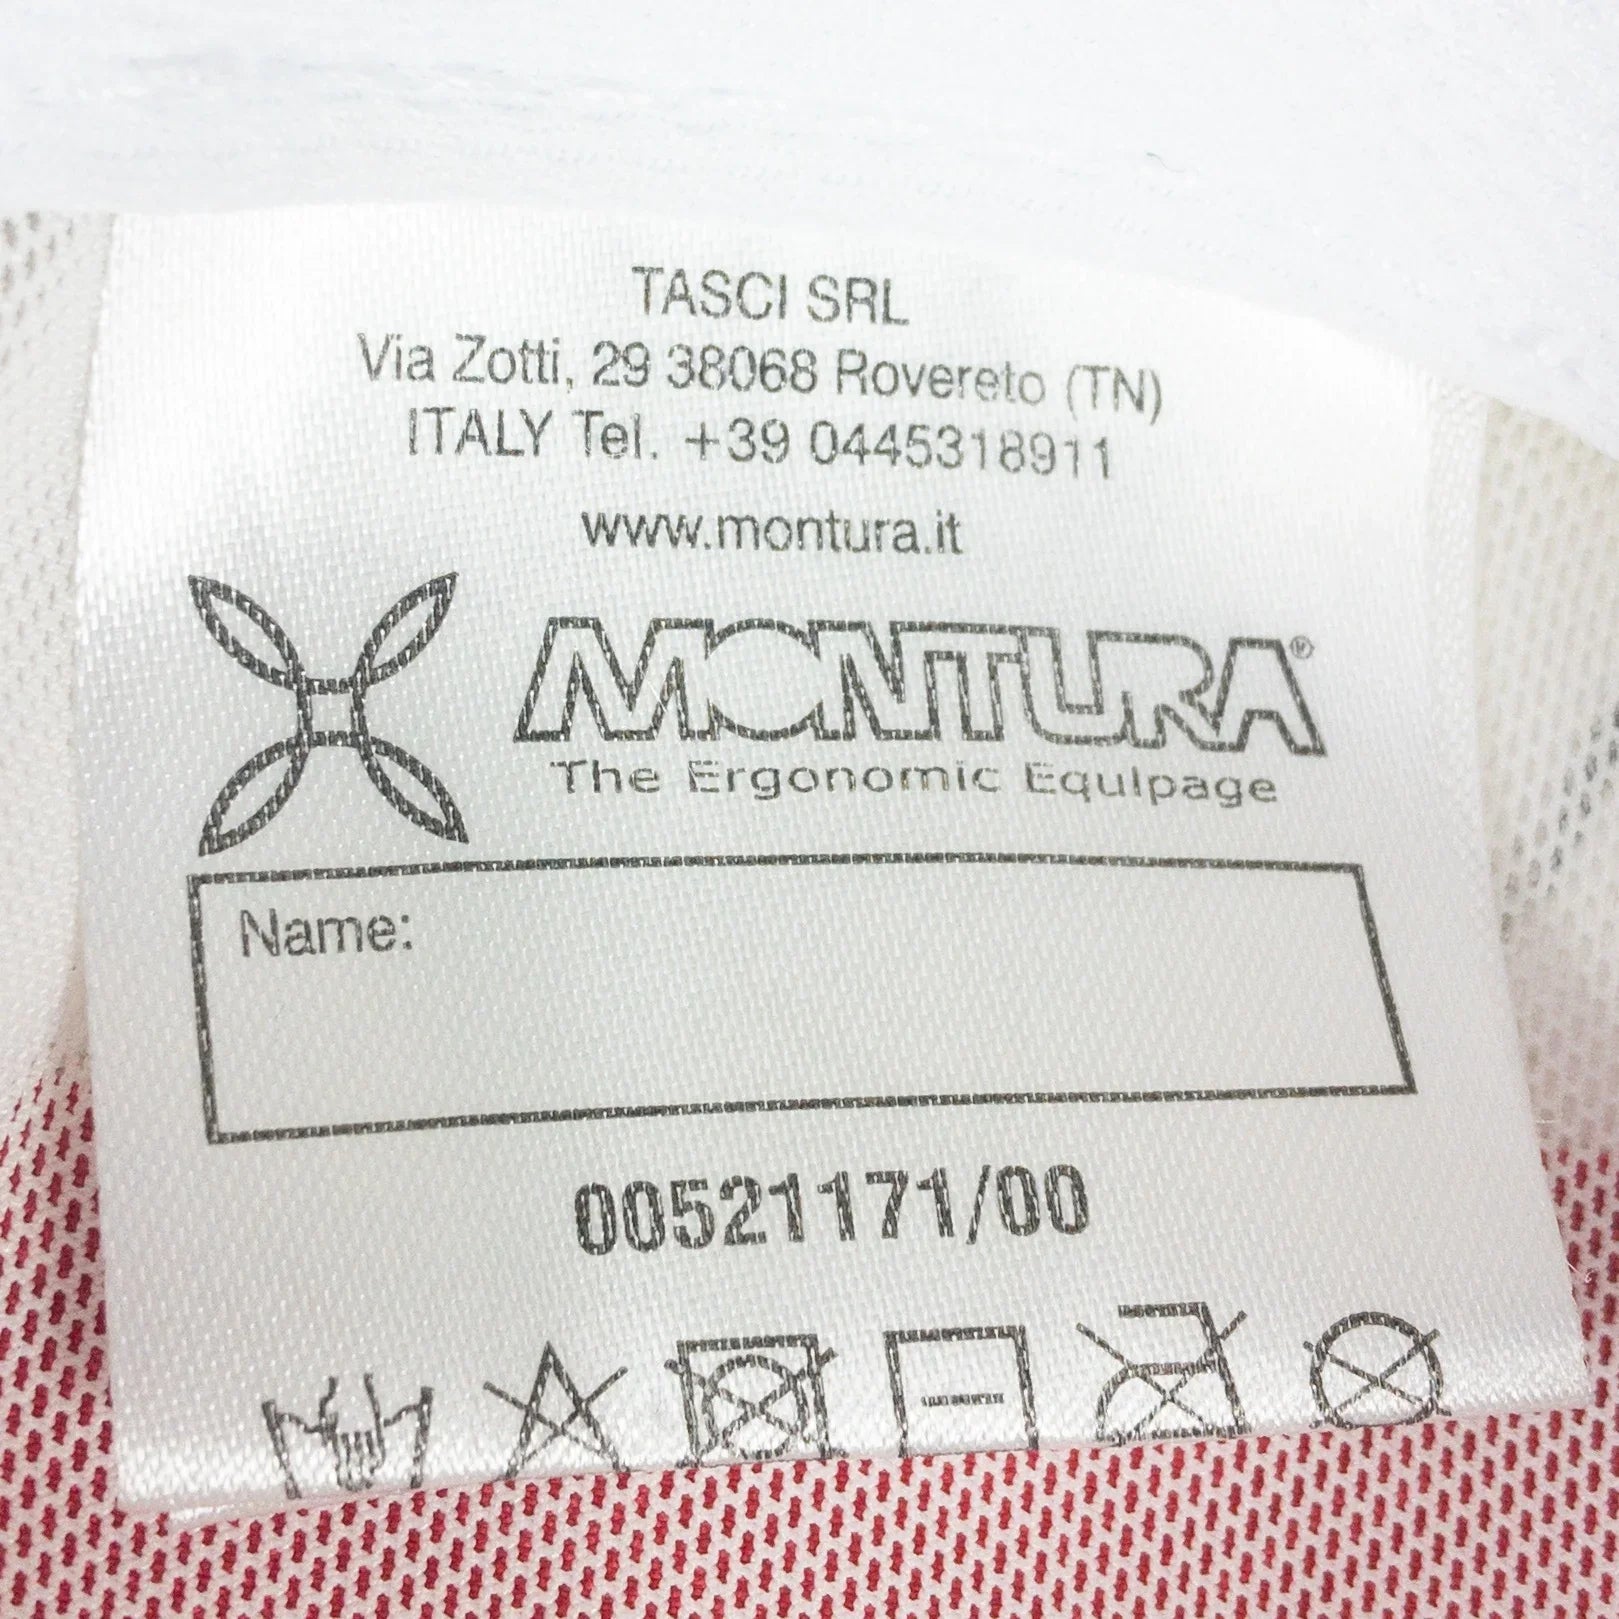 TASCI SRL
Via Zotti, 29 38068 Rovereto (TN)
ITALY Tel. +39 0445318911
www.montura.it
MONTURA®
The Ergonomic Equipage
Name:
00521171/00